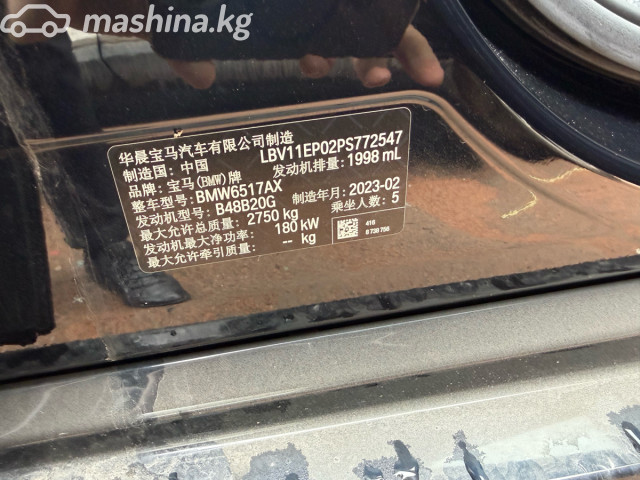 mashina.kg
华晨宝马汽车有限公司制造
制造国: 中国 LBV11EP02PS772547
品牌: 宝马(BMW)牌 发动机排量: 1998 mL
整车型号: BMW6517AX
发动机型号: B48B20G 制造年月: 2023-02
最大允许总质量: 2750 kg 乘坐人数: 5
发动机最大净功率: 180 kW
最大允许牵引质量: -- kg
416
8 738 756